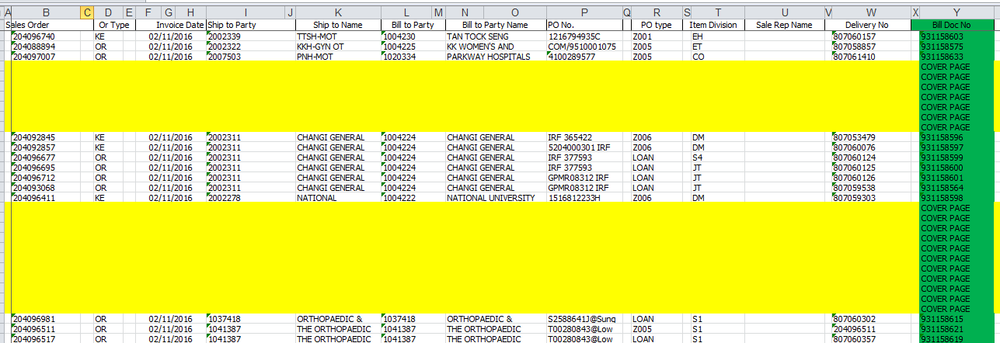 A B C D E F G H I J K L M N O P Q R S T U V W X Y
Sales Order Or Type Invoice Date Ship to Party Ship to Name Bill to Party Bill to Party Name PO No. PO type Item Division Sale Rep Name Delivery No Bill Doc No
204096740 KE 02/11/2016 2002339 TTSH-MOT 1004230 TAN TOCK SENG 1216794935C Z001 EH 807060157 931158603
204088894 OR 02/11/2016 2002322 KKH-GYN OT 1004225 KK WOMEN'S AND COM/9510001075 Z005 ET 807058857 931158575
204097007 OR 02/11/2016 2007503 PNH-MOT 1020334 PARKWAY HOSPITALS 4100289577 Z005 CO 807061410 931158633
COVER PAGE
COVER PAGE
COVER PAGE
COVER PAGE
COVER PAGE
COVER PAGE
COVER PAGE
204092845 KE 02/11/2016 2002311 CHANGI GENERAL 1004224 CHANGI GENERAL IRF 365422 Z006 DM 807053479 931158596
204092857 KE 02/11/2016 2002311 CHANGI GENERAL 1004224 CHANGI GENERAL 5204000301 IRF Z006 DM 807060076 931158597
204096677 OR 02/11/2016 2002311 CHANGI GENERAL 1004224 CHANGI GENERAL IRF 377593 LOAN S4 807060124 931158599
204096695 OR 02/11/2016 2002311 CHANGI GENERAL 1004224 CHANGI GENERAL IRF 377593 LOAN JT 807060125 931158600
204096712 OR 02/11/2016 2002311 CHANGI GENERAL 1004224 CHANGI GENERAL GPMR08312 IRF LOAN JT 807060126 931158601
204093068 OR 02/11/2016 2002311 CHANGI GENERAL 1004224 CHANGI GENERAL GPMR08312 IRF LOAN JT 807059538 931158564
204096411 KE 02/11/2016 2002278 NATIONAL 1004222 NATIONAL UNIVERSITY 1516812233H Z006 DM 807059303 931158598
COVER PAGE
COVER PAGE
COVER PAGE
COVER PAGE
COVER PAGE
COVER PAGE
COVER PAGE
COVER PAGE
COVER PAGE
COVER PAGE
COVER PAGE
204096981 OR 02/11/2016 1037418 ORTHOPAEDIC & 1037418 ORTHOPAEDIC & S2588641J@Sung LOAN S1 807060302 931158615
204096511 OR 02/11/2016 1041387 THE ORTHOPAEDIC 1041387 THE ORTHOPAEDIC T00280843@Low Z005 S1 204096511 931158621
204096517 OR 02/11/2016 1041387 THE ORTHOPAEDIC 1041387 THE ORTHOPAEDIC T00280843@Low LOAN S1 807060357 931158619